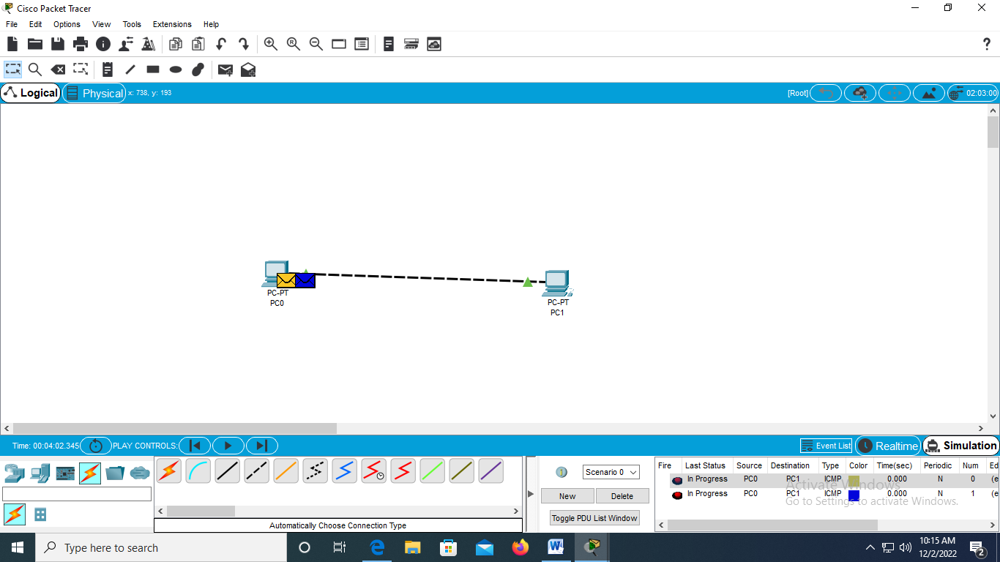 Cisco Packet Tracer
File Edit Options View Tools Extensions Help
?
Logical Physical x: 738, y: 193 [Root] 02:03:00
PC-PT
PC0
PC-PT
PC1
Time: 00:04:02.345 PLAY CONTROLS: Event List Realtime Simulation
Scenario 0
New Delete
Toggle PDU List Window
Automatically Choose Connection Type
Fire Last Status Source Destination Type Color Time(sec) Periodic Num Ed
In Progress PC0 PC1 ICMP 0.000 N 0 (e
In Progress PC0 PC1 ICMP 0.000 N 1 (e
Activate Windows
Go to Settings to activate Windows.
Type here to search
10:15 AM
12/2/2022
2